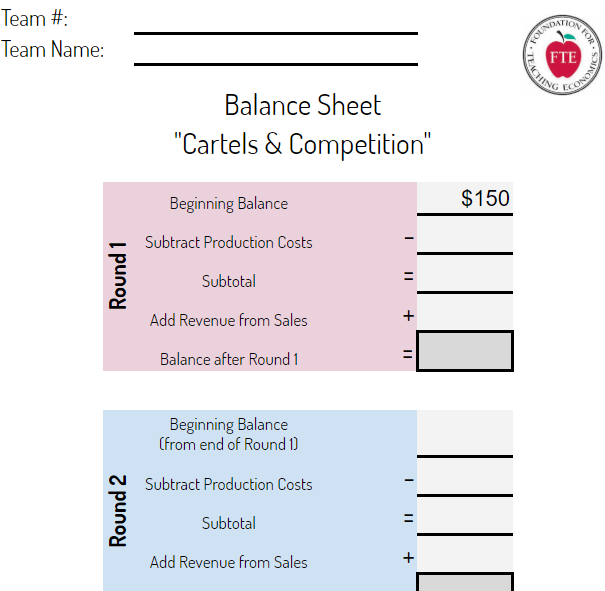 Team #:
Team Name:
FOUNDATION FOR
FTE
TEACHING ECONOMICS
Balance Sheet
"Cartels & Competition"
Round 1
Beginning Balance $150
Subtract Production Costs −
Subtotal =
Add Revenue from Sales +
Balance after Round 1 =
Round 2
Beginning Balance
(from end of Round 1)
Subtract Production Costs −
Subtotal =
Add Revenue from Sales +